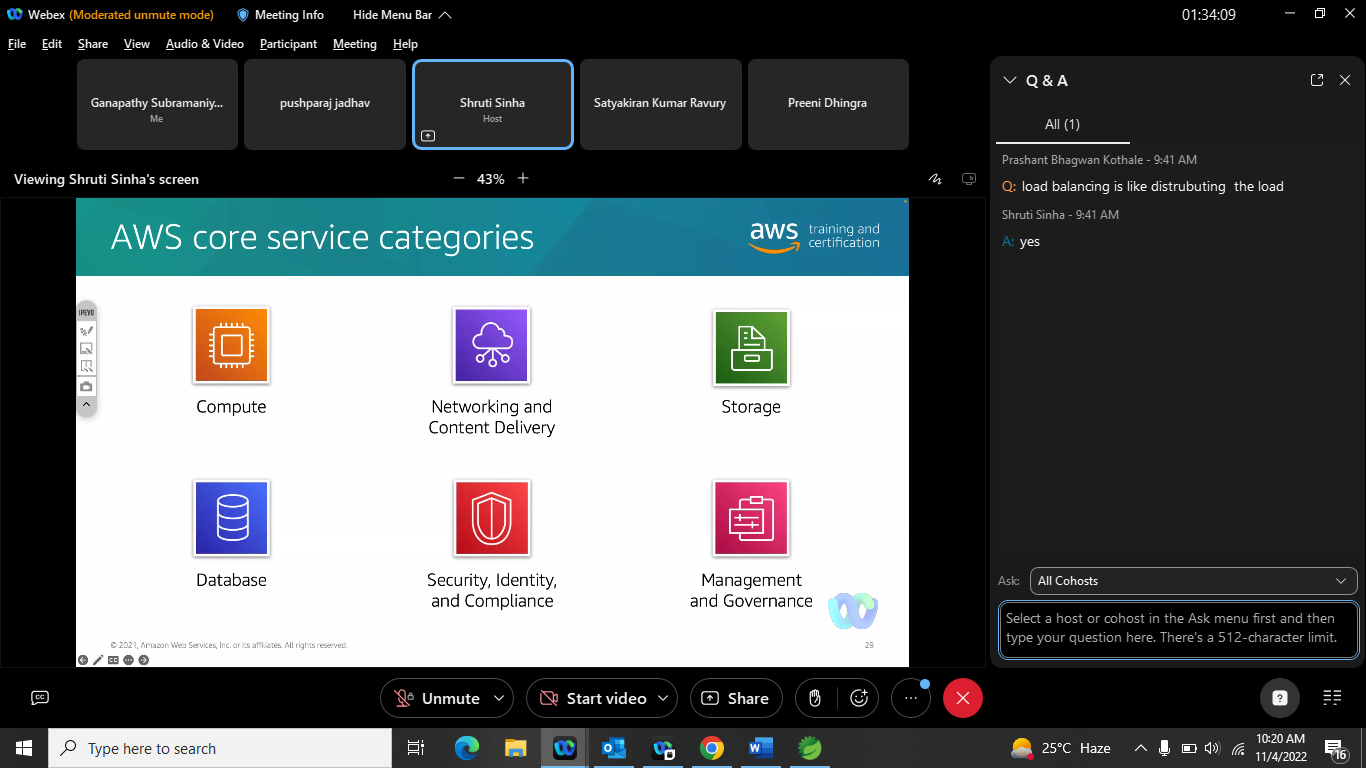 Webex (Moderated unmute mode)
Meeting Info
Hide Menu Bar
01:34:09
File Edit Share View Audio & Video Participant Meeting Help
Ganapathy Subramaniy...
Me
pushparaj jadhav
Shruti Sinha
Host
Satyakiran Kumar Ravury
Preeni Dhingra
Viewing Shruti Sinha's screen
43%
AWS core service categories
aws training and
certification
IPEVO
Compute
Networking and
Content Delivery
Storage
Database
Security, Identity,
and Compliance
Management
and Governance
© 2021, Amazon Web Services, Inc. or its affiliates. All rights reserved.
29
Q & A
All (1)
Prashant Bhagwan Kothale - 9:41 AM
Q: load balancing is like distrubuting the load
Shruti Sinha - 9:41 AM
A: yes
Ask: All Cohosts
Select a host or cohost in the Ask menu first and then
type your question here. There's a 512-character limit.
CC
Unmute
Start video
Share
Type here to search
25°C Haze
10:20 AM
11/4/2022
16